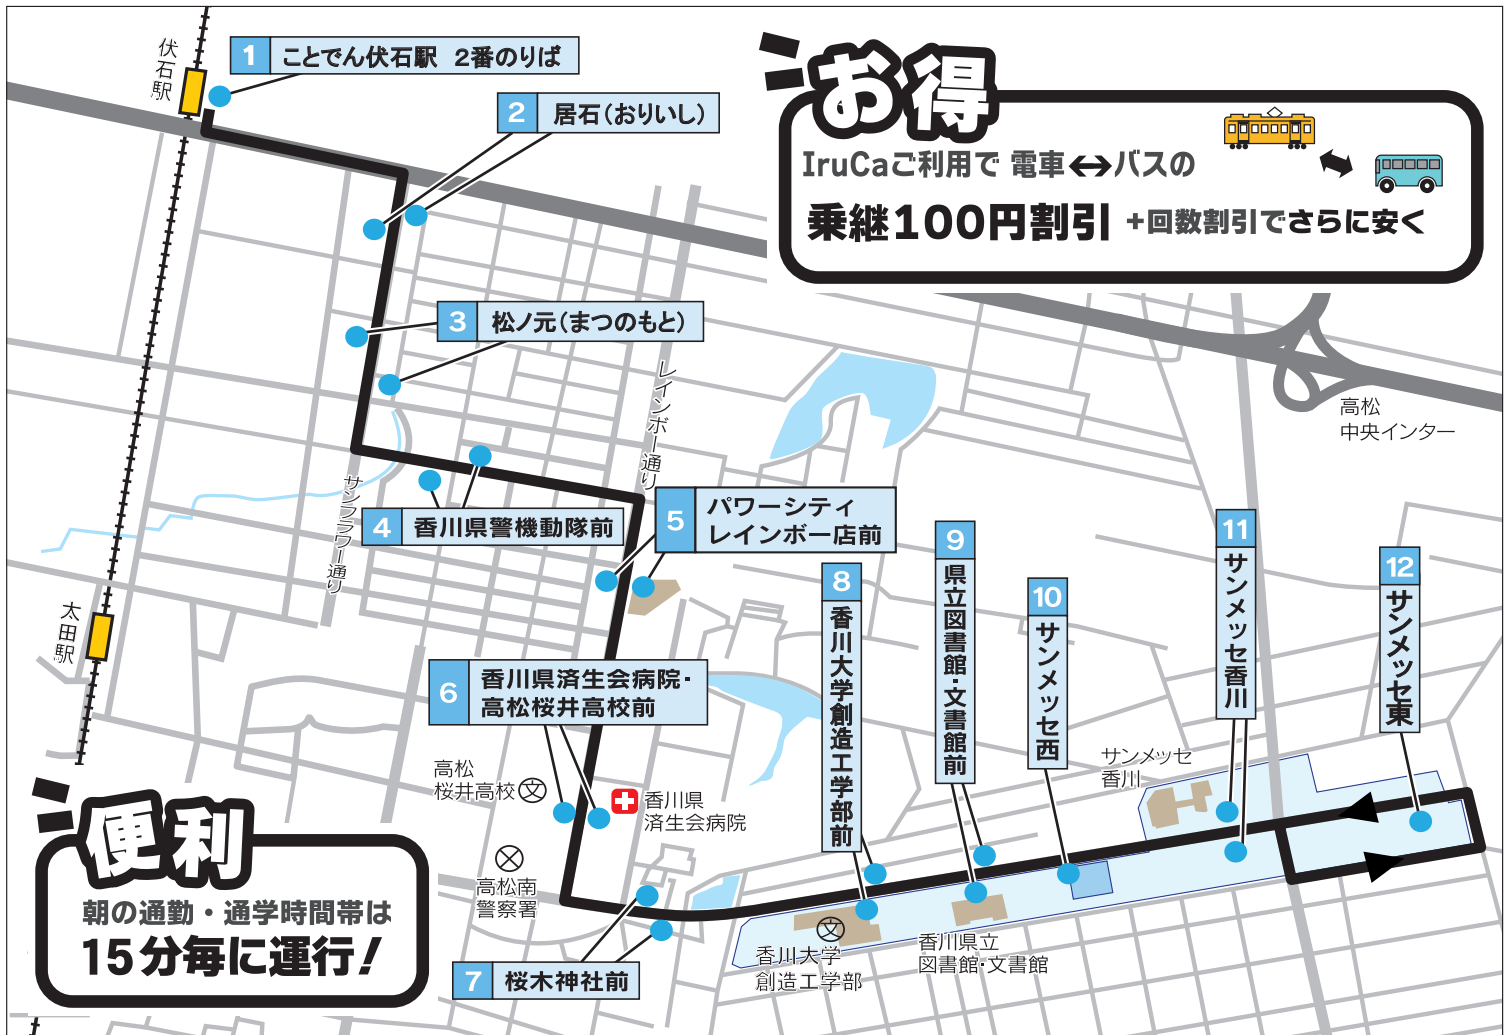 伏石駅
1 ことでん伏石駅 2番のりば
2 居石(おりいし)
お得
IruCaご利用で 電車↔バスの
乗継100円割引 +回数割引でさらに安く
3 松ノ元(まつのもと)
レインボー通り
高松
中央インター
サンフラワー通り
4 香川県警機動隊前
5 パワーシティ
レインボー店前
太田駅
6 香川県済生会病院・
高松桜井高校前
8 香川大学創造工学部前
9 県立図書館・文書館前
10 サンメッセ西
11 サンメッセ香川
12 サンメッセ東
サンメッセ
香川
高松
桜井高校
文
香川県
済生会病院
高松南
警察署
便利
朝の通勤・通学時間帯は
15分毎に運行!
7 桜木神社前
文
香川大学
創造工学部
香川県立
図書館・文書館